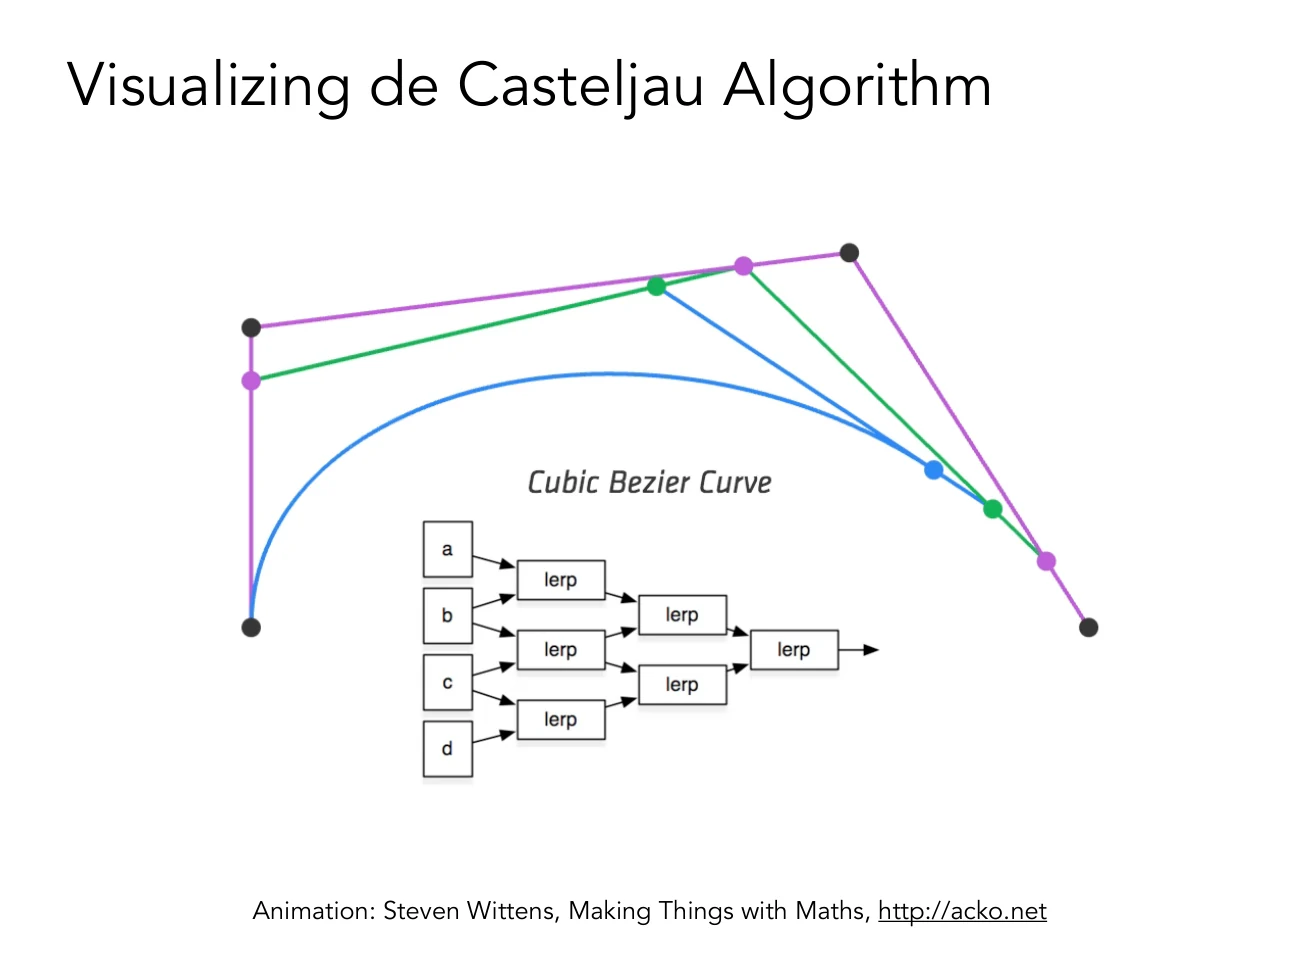 Visualizing de Casteljau Algorithm
Cubic Bezier Curve
a
lerp
b
lerp
lerp
lerp
c
lerp
lerp
d
Animation: Steven Wittens, Making Things with Maths, http://acko.net